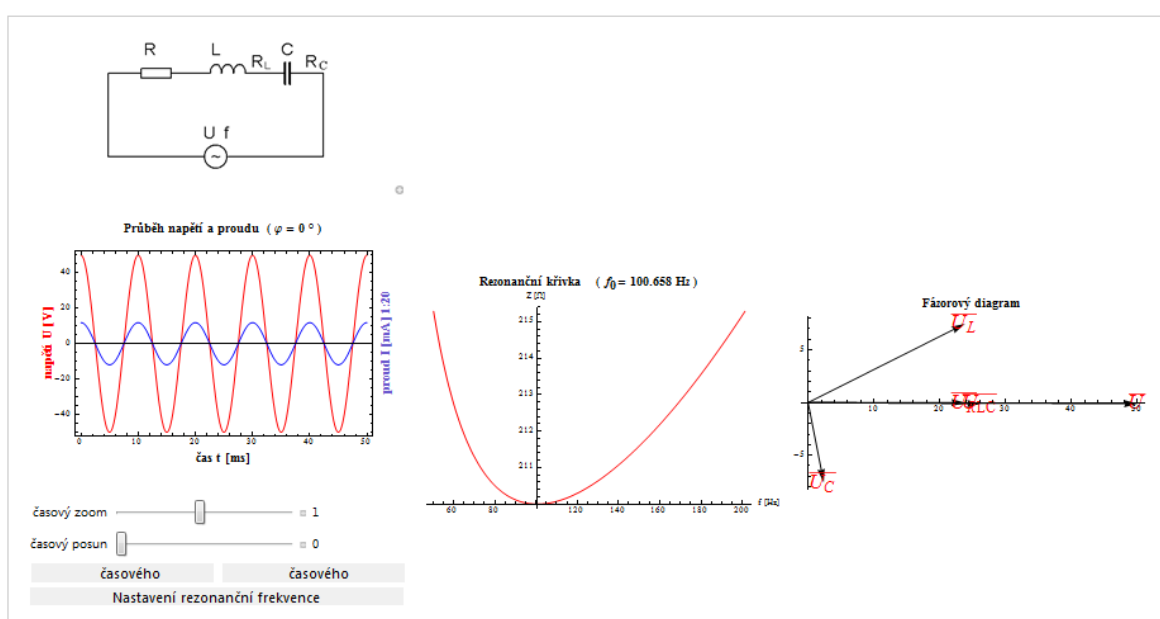 R L C
R_L R_C
U f
~
Průběh napětí a proudu ( φ = 0 ° )
napětí U [V]
40
20
0
−20
−40
0 10 20 30 40 50
čas t [ms]
proud I [mA] 1:20
časový zoom 1
časový posun 0
časového časového
Nastavení rezonanční frekvence
Rezonanční křivka ( f₀ = 100.658 Hz )
Z [Ω]
215
214
213
212
211
60 80 120 140 160 180 200 f [Hz]
Fázorový diagram
U_L
5
10 20 30 40 50
RLC
U
−5
U_C